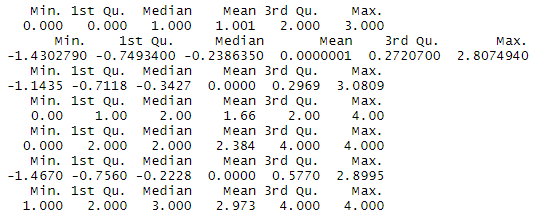 Min. 1st Qu. Median Mean 3rd Qu. Max.
0.000 0.000 1.000 1.001 2.000 3.000
Min. 1st Qu. Median Mean 3rd Qu. Max.
-1.4302790 -0.7493400 -0.2386350 0.0000001 0.2720700 2.8074940
Min. 1st Qu. Median Mean 3rd Qu. Max.
-1.1435 -0.7118 -0.3427 0.0000 0.2969 3.0809
Min. 1st Qu. Median Mean 3rd Qu. Max.
0.00 1.00 2.00 1.66 2.00 4.00
Min. 1st Qu. Median Mean 3rd Qu. Max.
0.000 2.000 2.000 2.384 4.000 4.000
Min. 1st Qu. Median Mean 3rd Qu. Max.
-1.4670 -0.7560 -0.2228 0.0000 0.5770 2.8995
Min. 1st Qu. Median Mean 3rd Qu. Max.
1.000 2.000 3.000 2.973 4.000 4.000